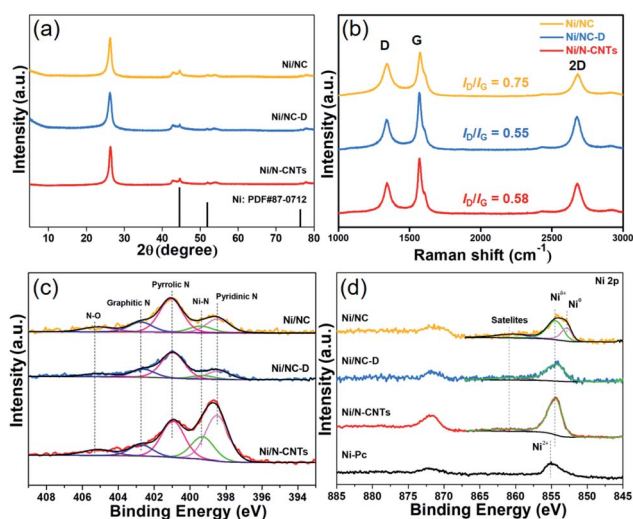 (a)
Ni/NC
Ni/NC-D
Ni/N-CNTs
Ni: PDF#87-0712
Intensity(a.u.)
10 20 30 40 50 60 70 80
2θ(degree)
(b)
Ni/NC
Ni/NC-D
Ni/N-CNTs
D
G
2D
ID/IG = 0.75
ID/IG = 0.55
ID/IG = 0.58
Intensity (a.u.)
1000 1500 2000 2500 3000
Raman shift (cm⁻¹)
(c)
Pyrrolic N
Graphitic N
Ni-N
Pyridinic N
N-O
Ni/NC
Ni/NC-D
Ni/N-CNTs
Intensity (a.u.)
408 406 404 402 400 398 396 394
Binding Energy (eV)
(d)
Ni 2p
Niᵟ⁺
Ni⁰
Satelites
Ni/NC
Ni/NC-D
Ni/N-CNTs
Ni²⁺
Ni-Pc
Intensity (a.u.)
885 880 875 870 865 860 855 850 845
Binding Energy (eV)